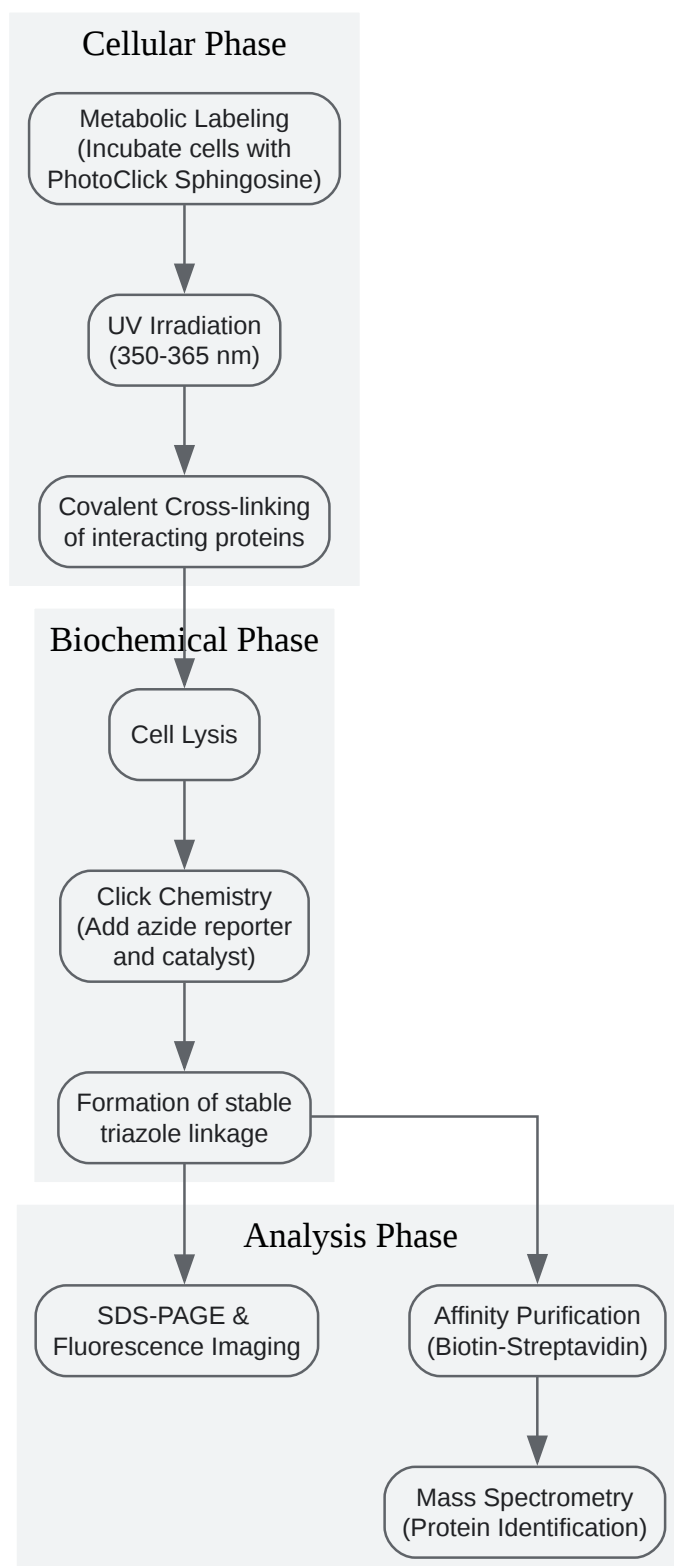 Cellular Phase
Metabolic Labeling
(Incubate cells with
PhotoClick Sphingosine)
UV Irradiation
(350-365 nm)
Covalent Cross-linking
of interacting proteins
Biochemical Phase
Cell Lysis
Click Chemistry
(Add azide reporter
and catalyst)
Formation of stable
triazole linkage
Analysis Phase
SDS-PAGE &
Fluorescence Imaging
Affinity Purification
(Biotin-Streptavidin)
Mass Spectrometry
(Protein Identification)